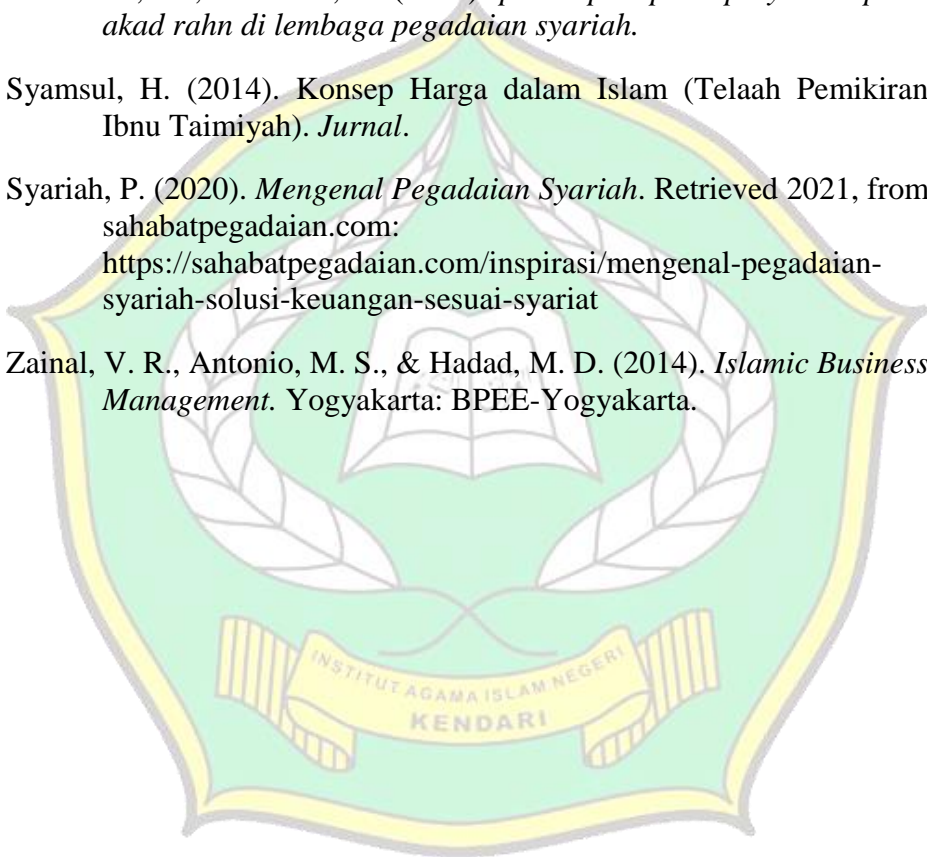 akad rahn di lembaga pegadaian syariah.
Syamsul, H. (2014). Konsep Harga dalam Islam (Telaah Pemikiran
Ibnu Taimiyah). Jurnal.
Syariah, P. (2020). Mengenal Pegadaian Syariah. Retrieved 2021, from
sahabatpegadaian.com:
https://sahabatpegadaian.com/inspirasi/mengenal-pegadaian-
syariah-solusi-keuangan-sesuai-syariat
Zainal, V. R., Antonio, M. S., & Hadad, M. D. (2014). Islamic Business
Management. Yogyakarta: BPEE-Yogyakarta.
INSTITUT AGAMA ISLAM NEGERI
KENDARI